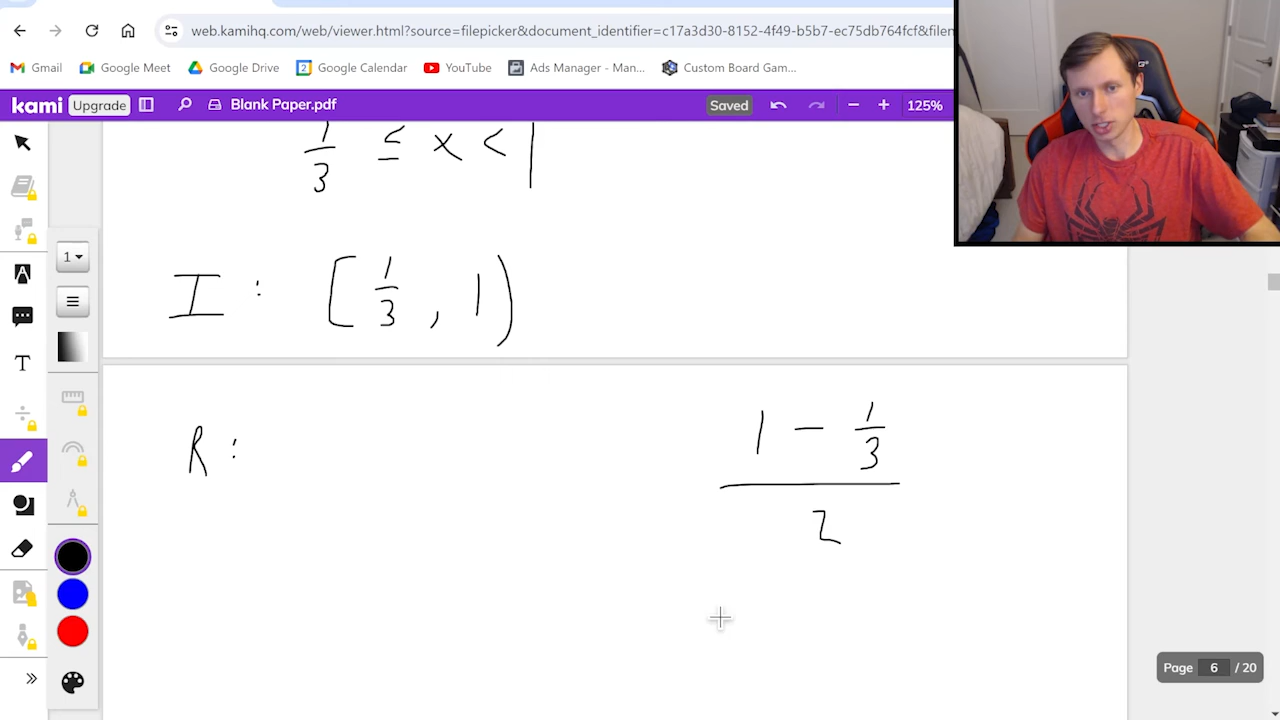 web.kamihq.com/web/viewer.html?source=filepicker&document_identifier=c17a3d30-8152-4f49-b5b7-ec75db764fcf&filen
Gmail Google Meet Google Drive Google Calendar YouTube Ads Manager - Man... Custom Board Gam...
kami Upgrade Blank Paper.pdf Saved 125%
1/3 ≤ x < 1
I : [1/3 , 1)
R :
1 - 1/3
2
1
T
Page 6 / 20